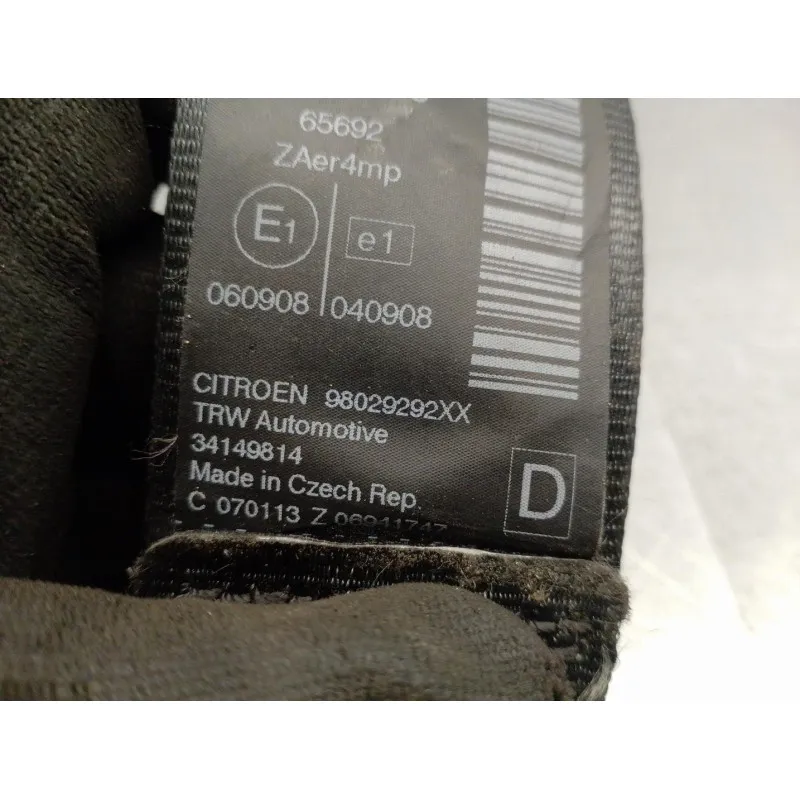 65692
ZAer4mp
E1 e1
060908 040908
CITROEN 98029292XX
TRW Automotive
34149814
Made in Czech Rep.
C 070113 Z
D